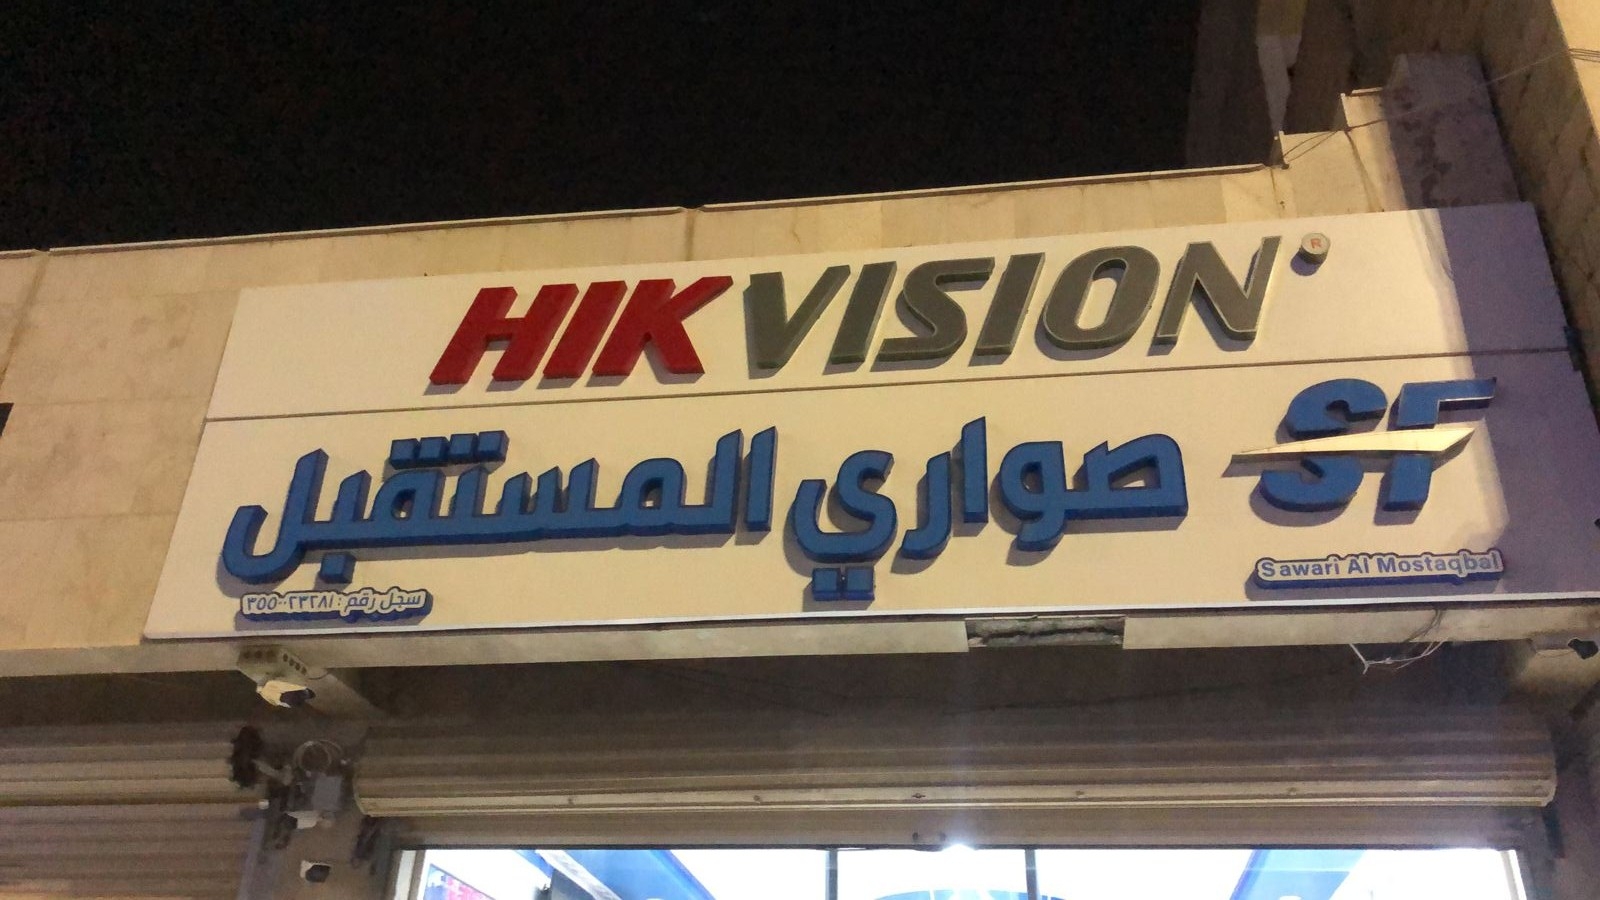 HIKVISION®
صواري المستقبل SF
Sawari Al Mostaqbal
سجل رقم : ٣٥٥٠٠٢٣٢٨١